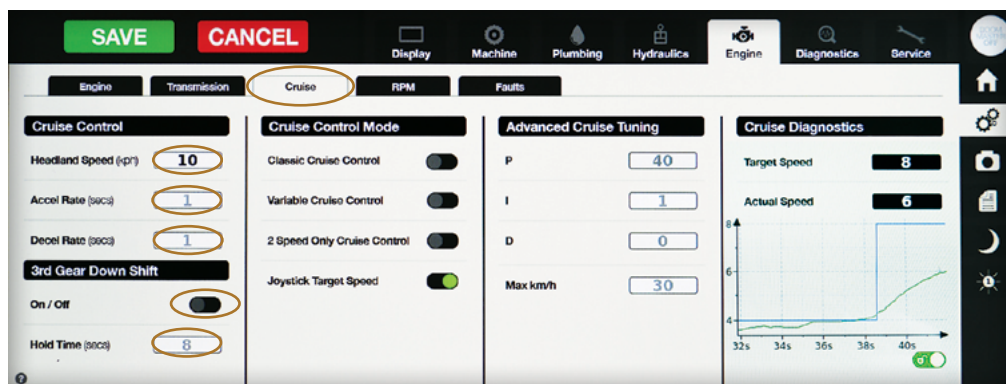 SAVE CANCEL
Display Machine Plumbing Hydraulics Engine Diagnostics Service
Engine Transmission Cruise RPM Faults
Cruise Control
Headland Speed (kph) 10
Accel Rate (secs) 1
Decel Rate (secs) 1
3rd Gear Down Shift
On / Off
Hold Time (secs) 8
Cruise Control Mode
Classic Cruise Control
Variable Cruise Control
2 Speed Only Cruise Control
Joystick Target Speed
Advanced Cruise Tuning
P 40
I 1
D 0
Max km/h 30
Cruise Diagnostics
Target Speed 8
Actual Speed 6
8
6
4
32s 34s 36s 38s 40s
1